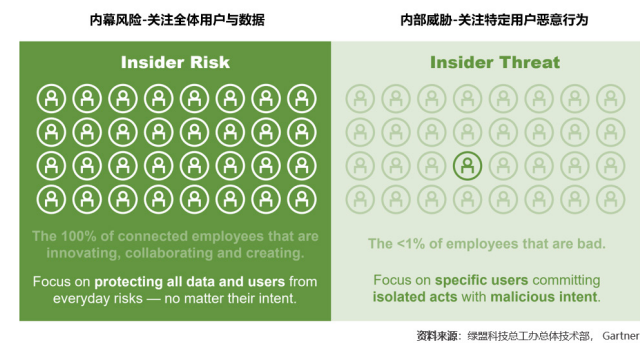 内幕风险-关注全体用户与数据
内部威胁-关注特定用户恶意行为
Insider Risk
The 100% of connected employees that are
innovating, collaborating and creating.
Focus on protecting all data and users from
everyday risks — no matter their intent.
Insider Threat
The <1% of employees that are bad.
Focus on specific users committing
isolated acts with malicious intent.
资料来源：绿盟科技总工办总体技术部， Gartner